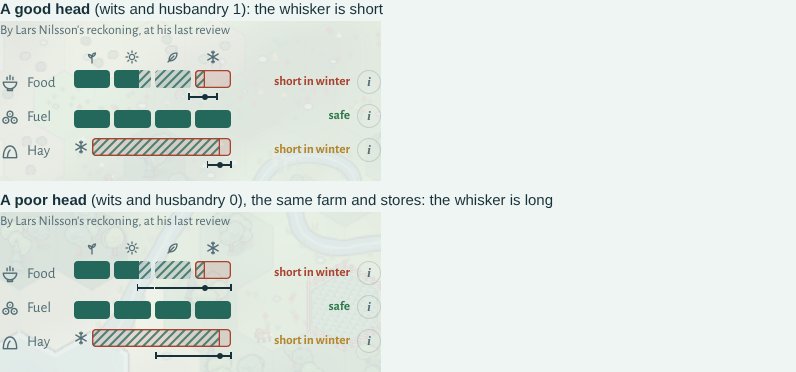 A good head (wits and husbandry 1): the whisker is short
By Lars Nilsson's reckoning, at his last review
Food short in winter i
Fuel safe i
Hay short in winter i
A poor head (wits and husbandry 0), the same farm and stores: the whisker is long
By Lars Nilsson's reckoning, at his last review
Food short in winter i
Fuel safe i
Hay short in winter i